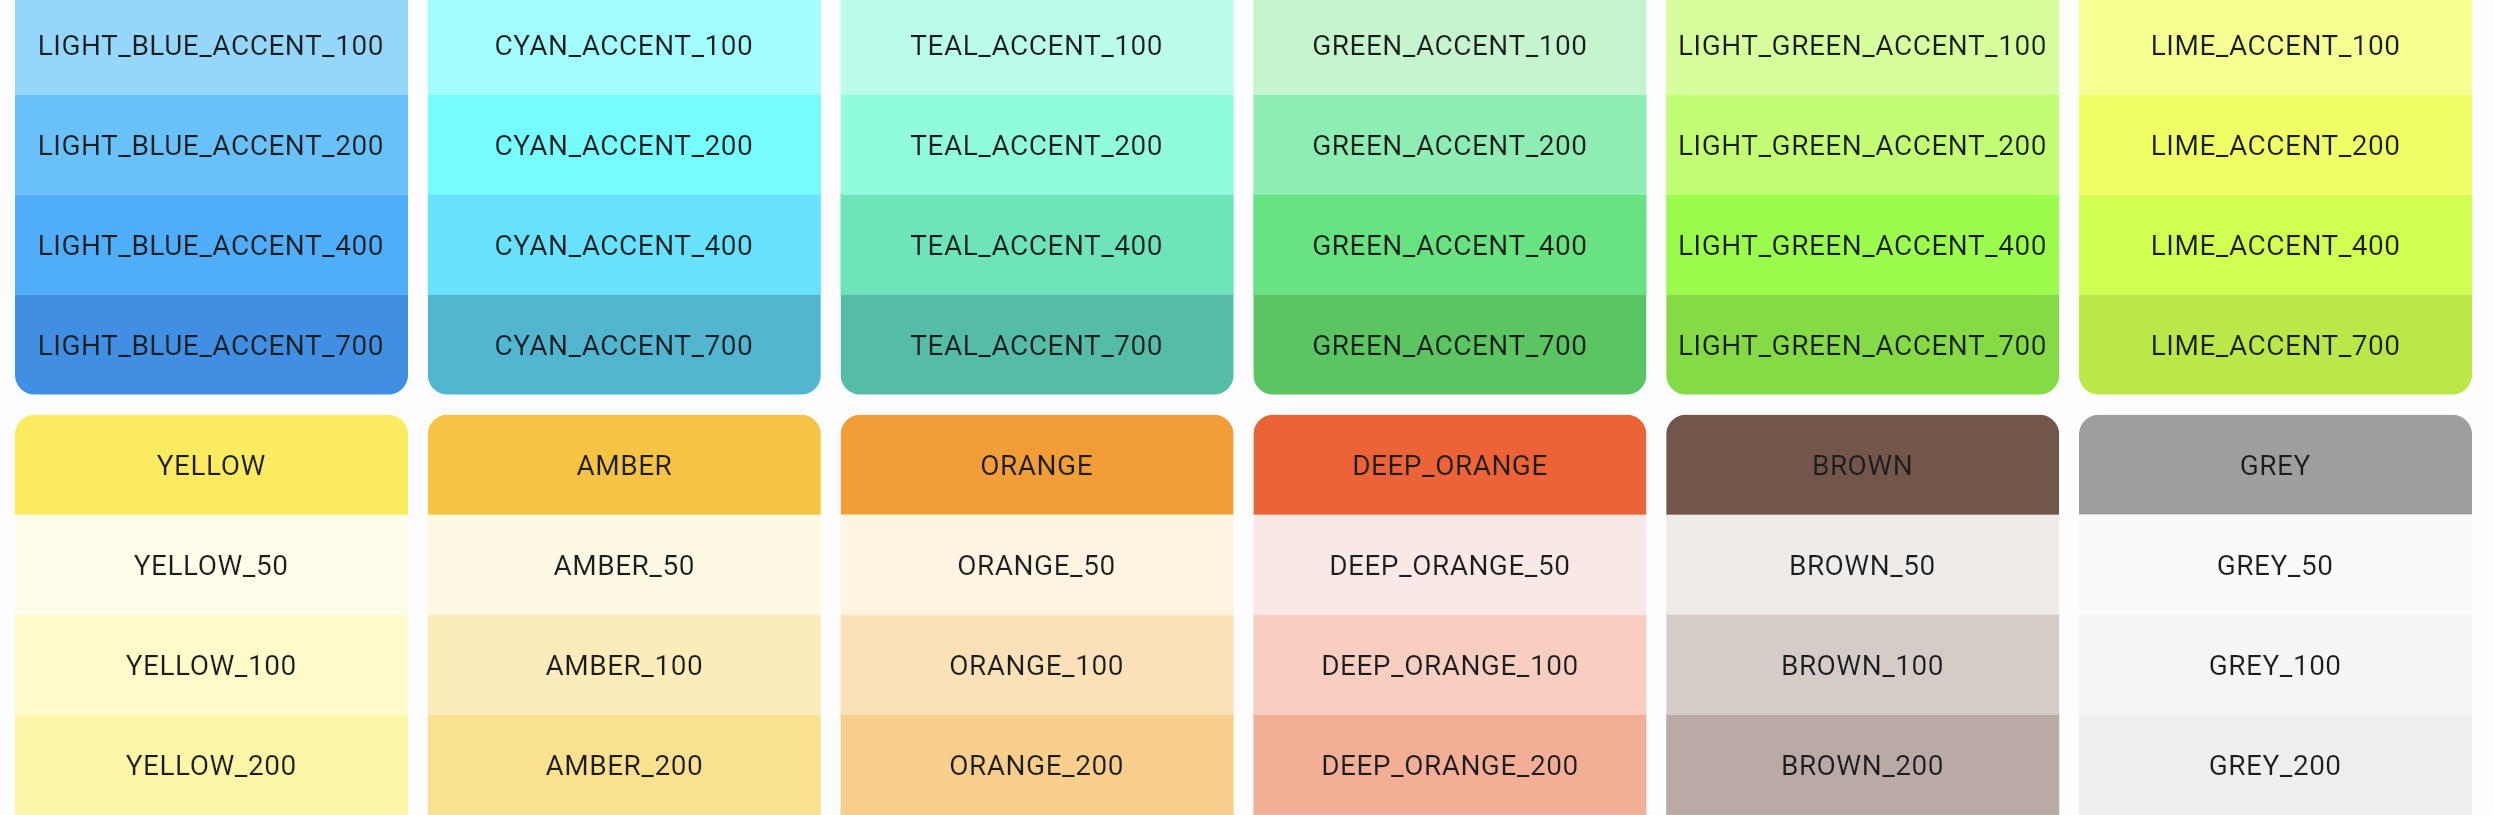 LIGHT_BLUE_ACCENT_100 CYAN_ACCENT_100 TEAL_ACCENT_100 GREEN_ACCENT_100 LIGHT_GREEN_ACCENT_100 LIME_ACCENT_100
LIGHT_BLUE_ACCENT_200 CYAN_ACCENT_200 TEAL_ACCENT_200 GREEN_ACCENT_200 LIGHT_GREEN_ACCENT_200 LIME_ACCENT_200
LIGHT_BLUE_ACCENT_400 CYAN_ACCENT_400 TEAL_ACCENT_400 GREEN_ACCENT_400 LIGHT_GREEN_ACCENT_400 LIME_ACCENT_400
LIGHT_BLUE_ACCENT_700 CYAN_ACCENT_700 TEAL_ACCENT_700 GREEN_ACCENT_700 LIGHT_GREEN_ACCENT_700 LIME_ACCENT_700
YELLOW AMBER ORANGE DEEP_ORANGE BROWN GREY
YELLOW_50 AMBER_50 ORANGE_50 DEEP_ORANGE_50 BROWN_50 GREY_50
YELLOW_100 AMBER_100 ORANGE_100 DEEP_ORANGE_100 BROWN_100 GREY_100
YELLOW_200 AMBER_200 ORANGE_200 DEEP_ORANGE_200 BROWN_200 GREY_200